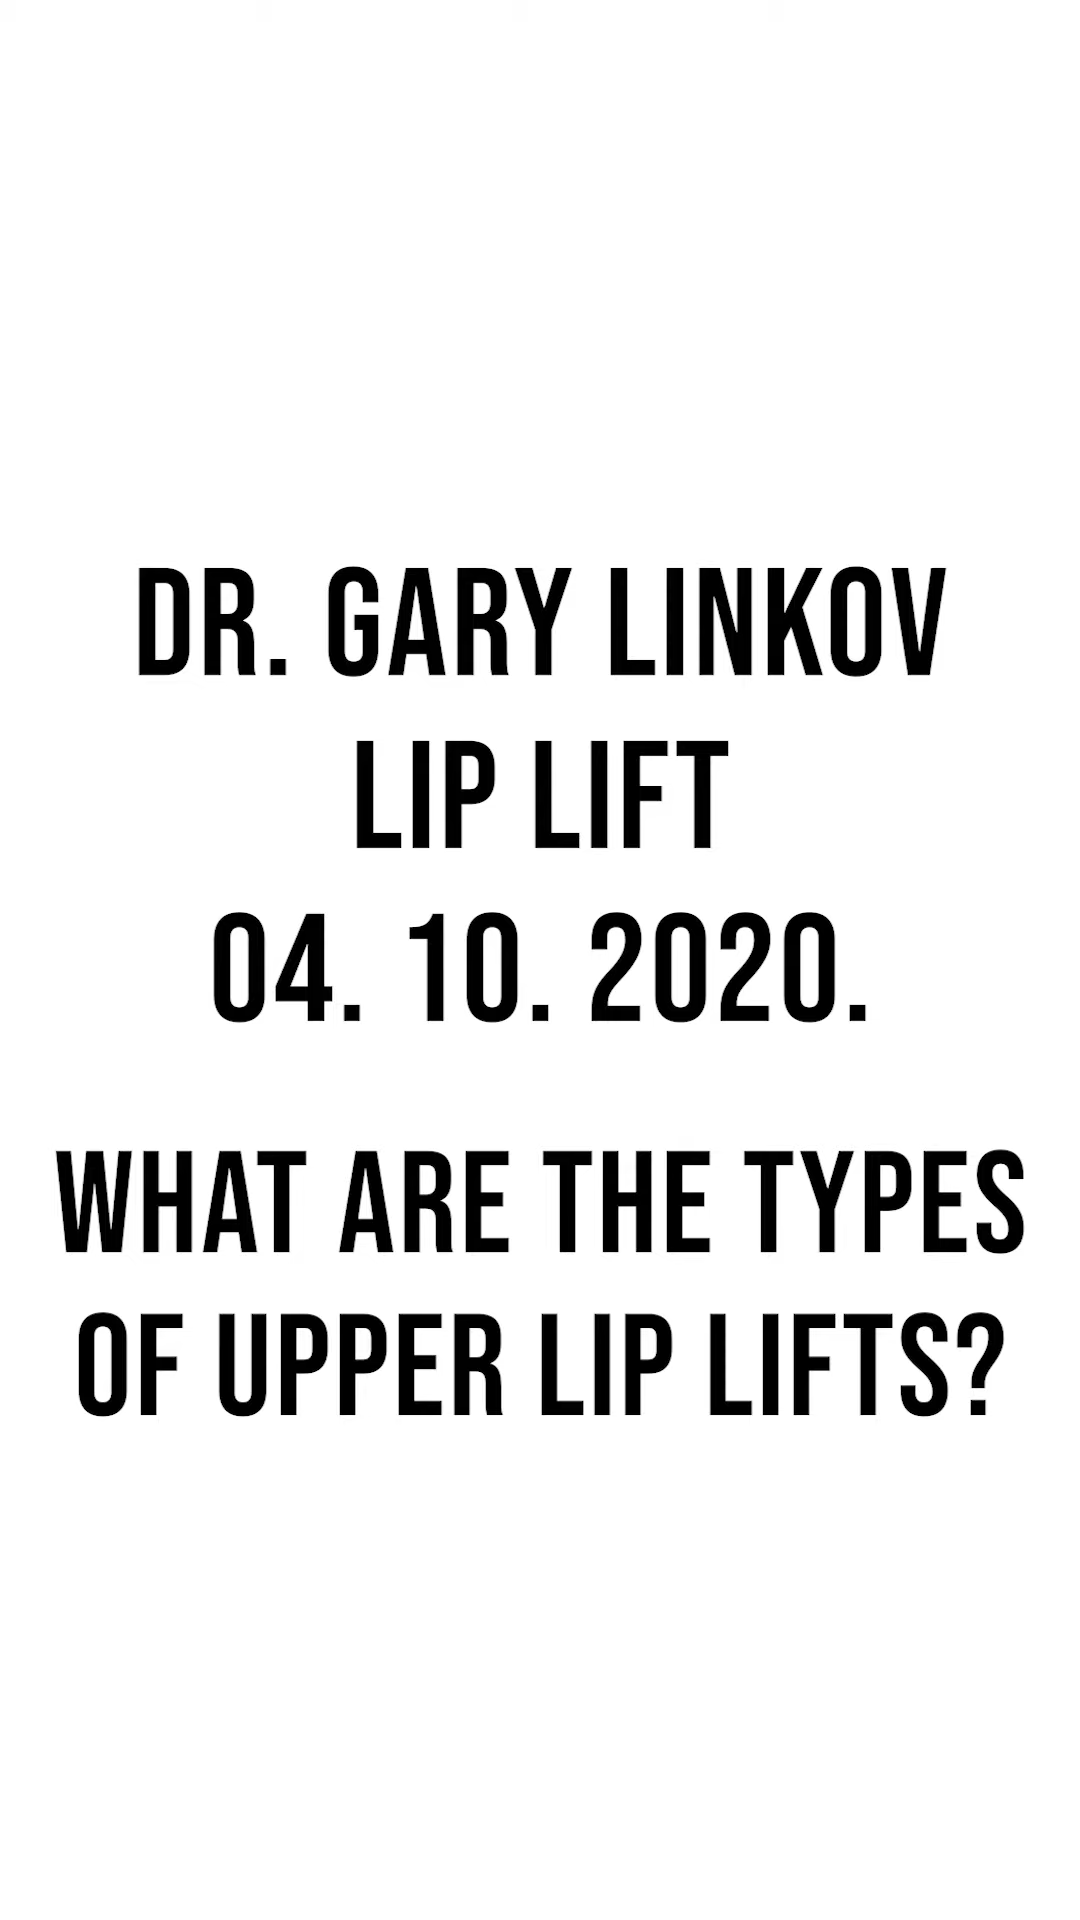 DR. GARY LINKOV
LIP LIFT
04. 10. 2020.
WHAT ARE THE TYPES
OF UPPER LIP LIFTS?